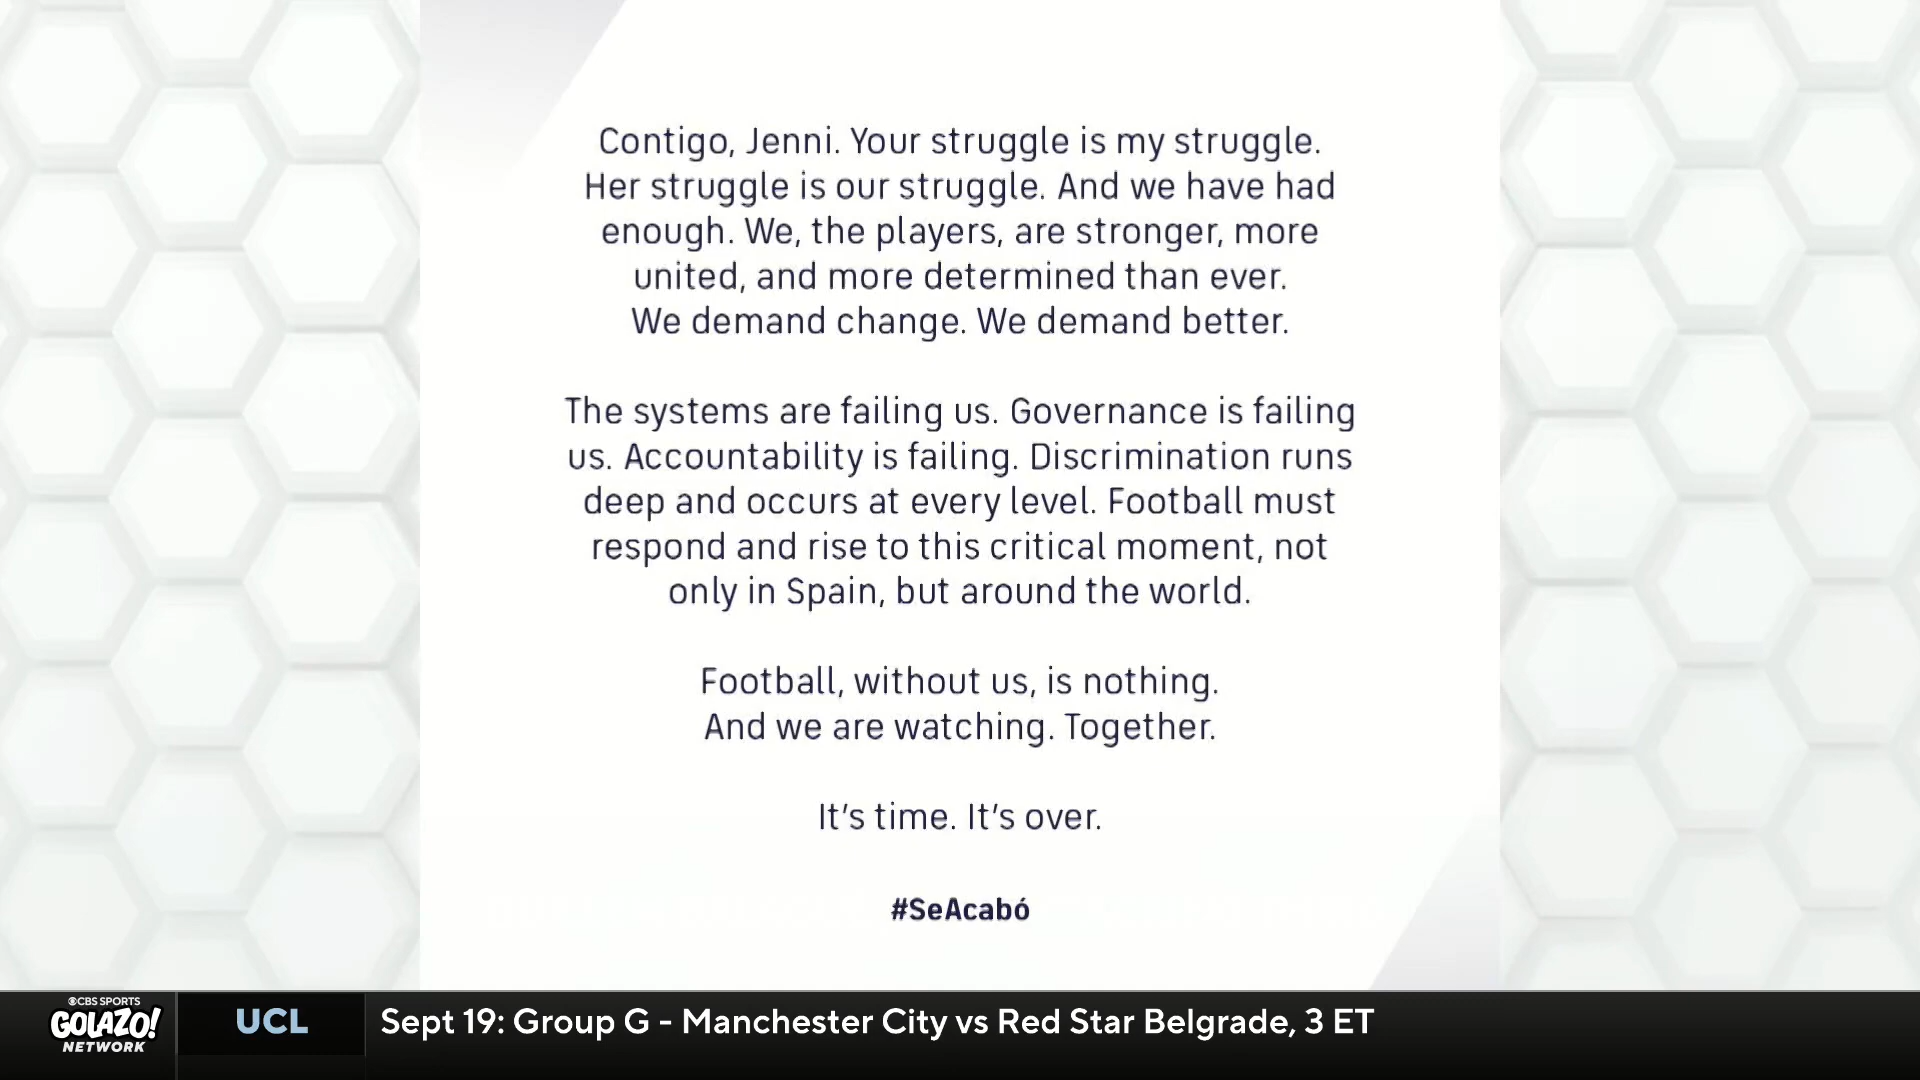 Contigo, Jenni. Your struggle is my struggle.
Her struggle is our struggle. And we have had
enough. We, the players, are stronger, more
united, and more determined than ever.
We demand change. We demand better.
The systems are failing us. Governance is failing
us. Accountability is failing. Discrimination runs
deep and occurs at every level. Football must
respond and rise to this critical moment, not
only in Spain, but around the world.
Football, without us, is nothing.
And we are watching. Together.
It's time. It's over.
#SeAcabó
CBS SPORTS
GOLAZO!
NETWORK
UCL
Sept 19: Group G - Manchester City vs Red Star Belgrade, 3 ET